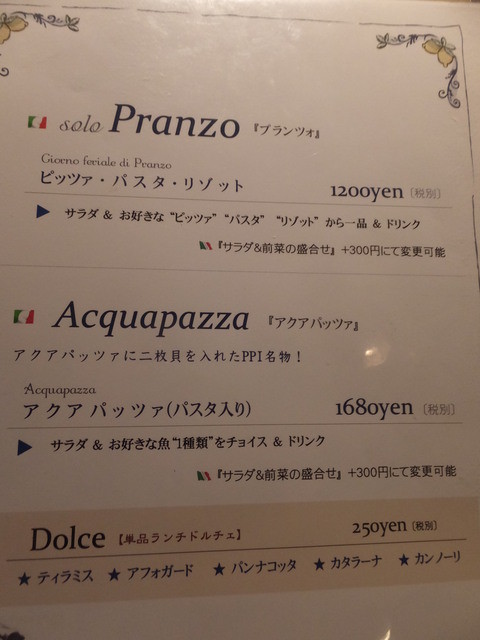 solo Pranzo 『プランツォ』
Giorno feriale di Pranzo
ピッツァ・パスタ・リゾット 1200yen〔税別〕
サラダ & お好きな “ピッツァ” “パスタ” “リゾット” から一品 & ドリンク
『サラダ&前菜の盛合せ』+300円にて変更可能
Acquapazza 『アクアパッツァ』
アクアパッツァに二枚貝を入れたPPI名物！
Acquapazza
アクアパッツァ(パスタ入り) 1680yen〔税別〕
サラダ & お好きな魚“1種類”をチョイス & ドリンク
『サラダ&前菜の盛合せ』+300円にて変更可能
Dolce 【単品ランチドルチェ】 250yen〔税別〕
★ ティラミス ★ アフォガード ★ パンナコッタ ★ カタラーナ ★ カンノーリ